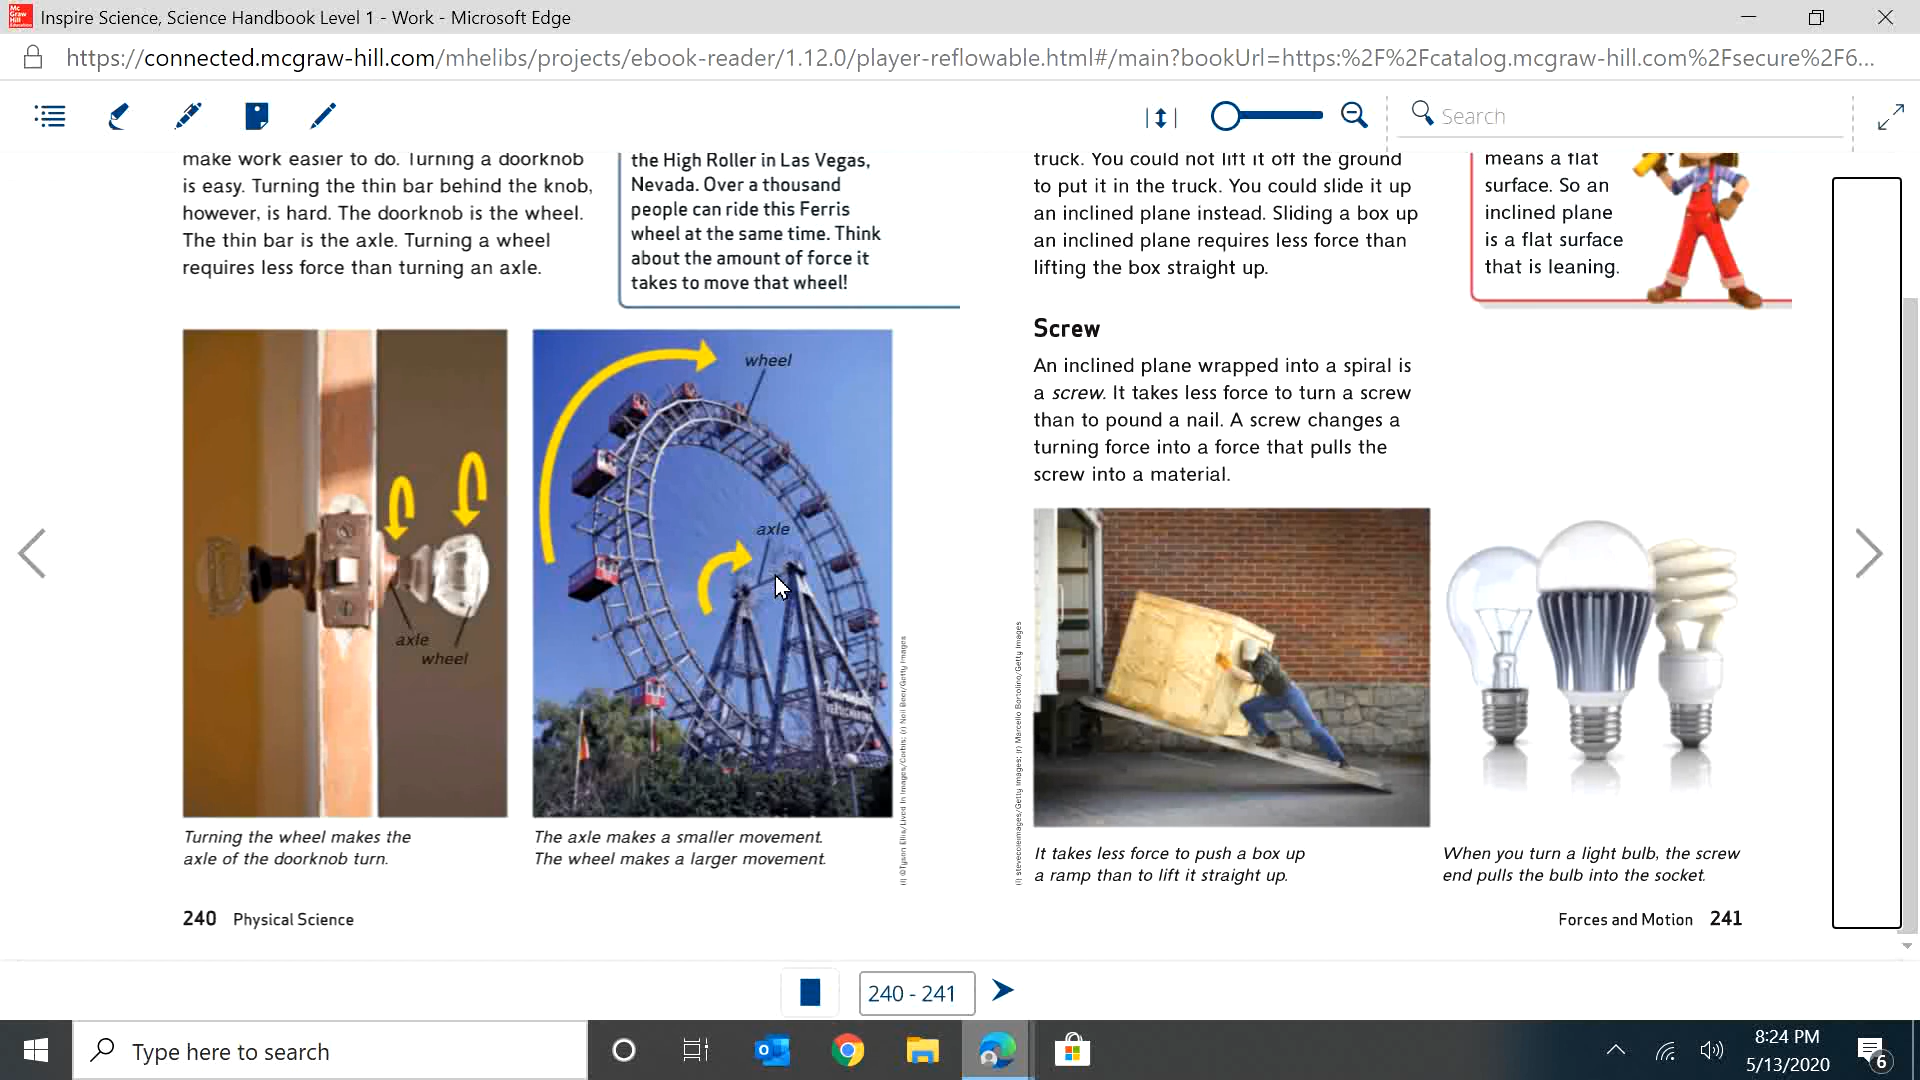 Inspire Science, Science Handbook Level 1 - Work - Microsoft Edge
https://connected.mcgraw-hill.com/mhelibs/projects/ebook-reader/1.12.0/player-reflowable.html#/main?bookUrl=https:%2F%2Fcatalog.mcgraw-hill.com%2Fsecure%2F6...
Search
make work easier to do. Turning a doorknob
is easy. Turning the thin bar behind the knob,
however, is hard. The doorknob is the wheel.
The thin bar is the axle. Turning a wheel
requires less force than turning an axle.
the High Roller in Las Vegas,
Nevada. Over a thousand
people can ride this Ferris
wheel at the same time. Think
about the amount of force it
takes to move that wheel!
axle
wheel
wheel
axle
Turning the wheel makes the
axle of the doorknob turn.
The axle makes a smaller movement.
The wheel makes a larger movement.
240 Physical Science
truck. You could not lift it off the ground
to put it in the truck. You could slide it up
an inclined plane instead. Sliding a box up
an inclined plane requires less force than
lifting the box straight up.
means a flat
surface. So an
inclined plane
is a flat surface
that is leaning.
Screw
An inclined plane wrapped into a spiral is
a screw. It takes less force to turn a screw
than to pound a nail. A screw changes a
turning force into a force that pulls the
screw into a material.
It takes less force to push a box up
a ramp than to lift it straight up.
When you turn a light bulb, the screw
end pulls the bulb into the socket.
Forces and Motion 241
240 - 241
Type here to search
8:24 PM
5/13/2020
6